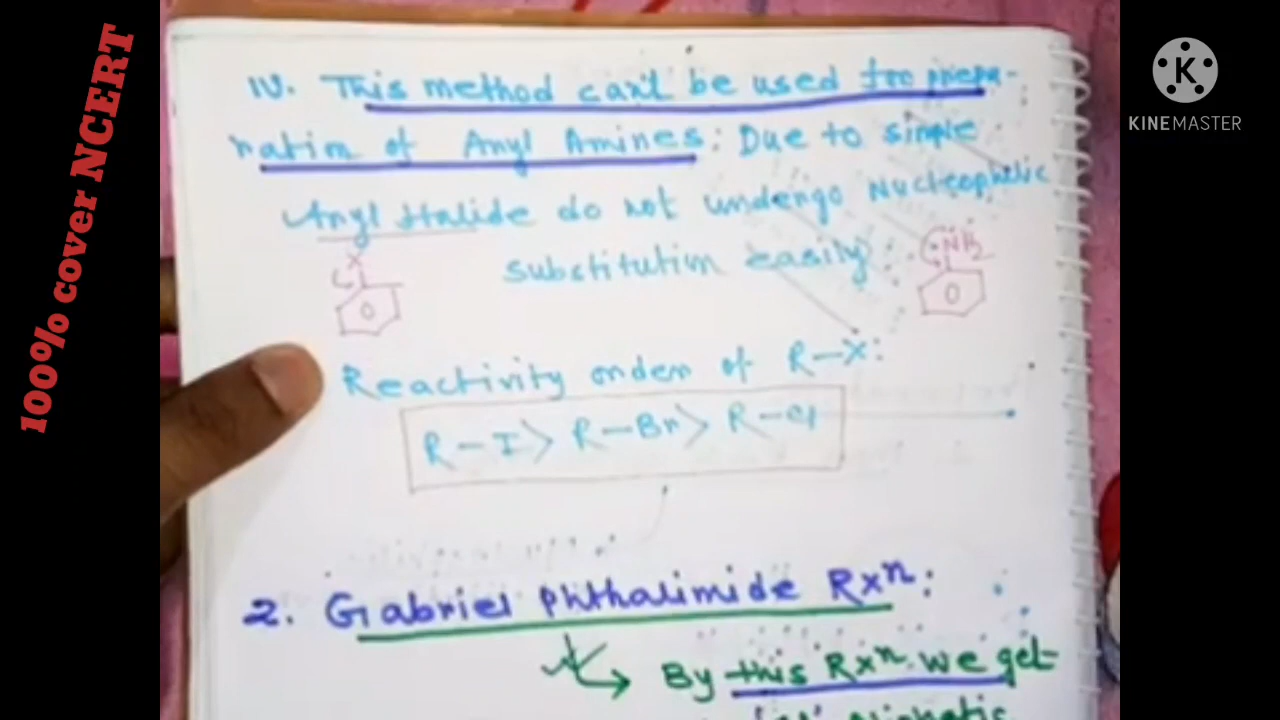 100% cover NCERT
IV. This method can't be used for prepa-
ration of Aryl Amines: Due to simple
Aryl Halide do not undergo Nucleophilic
substitution easily
X
NH2
Reactivity order of R-X:
R-I > R-Br > R-Cl
2. Gabriel phthalimide Rxn:
By this Rxn. we get
aliphatic
K
KINEMASTER